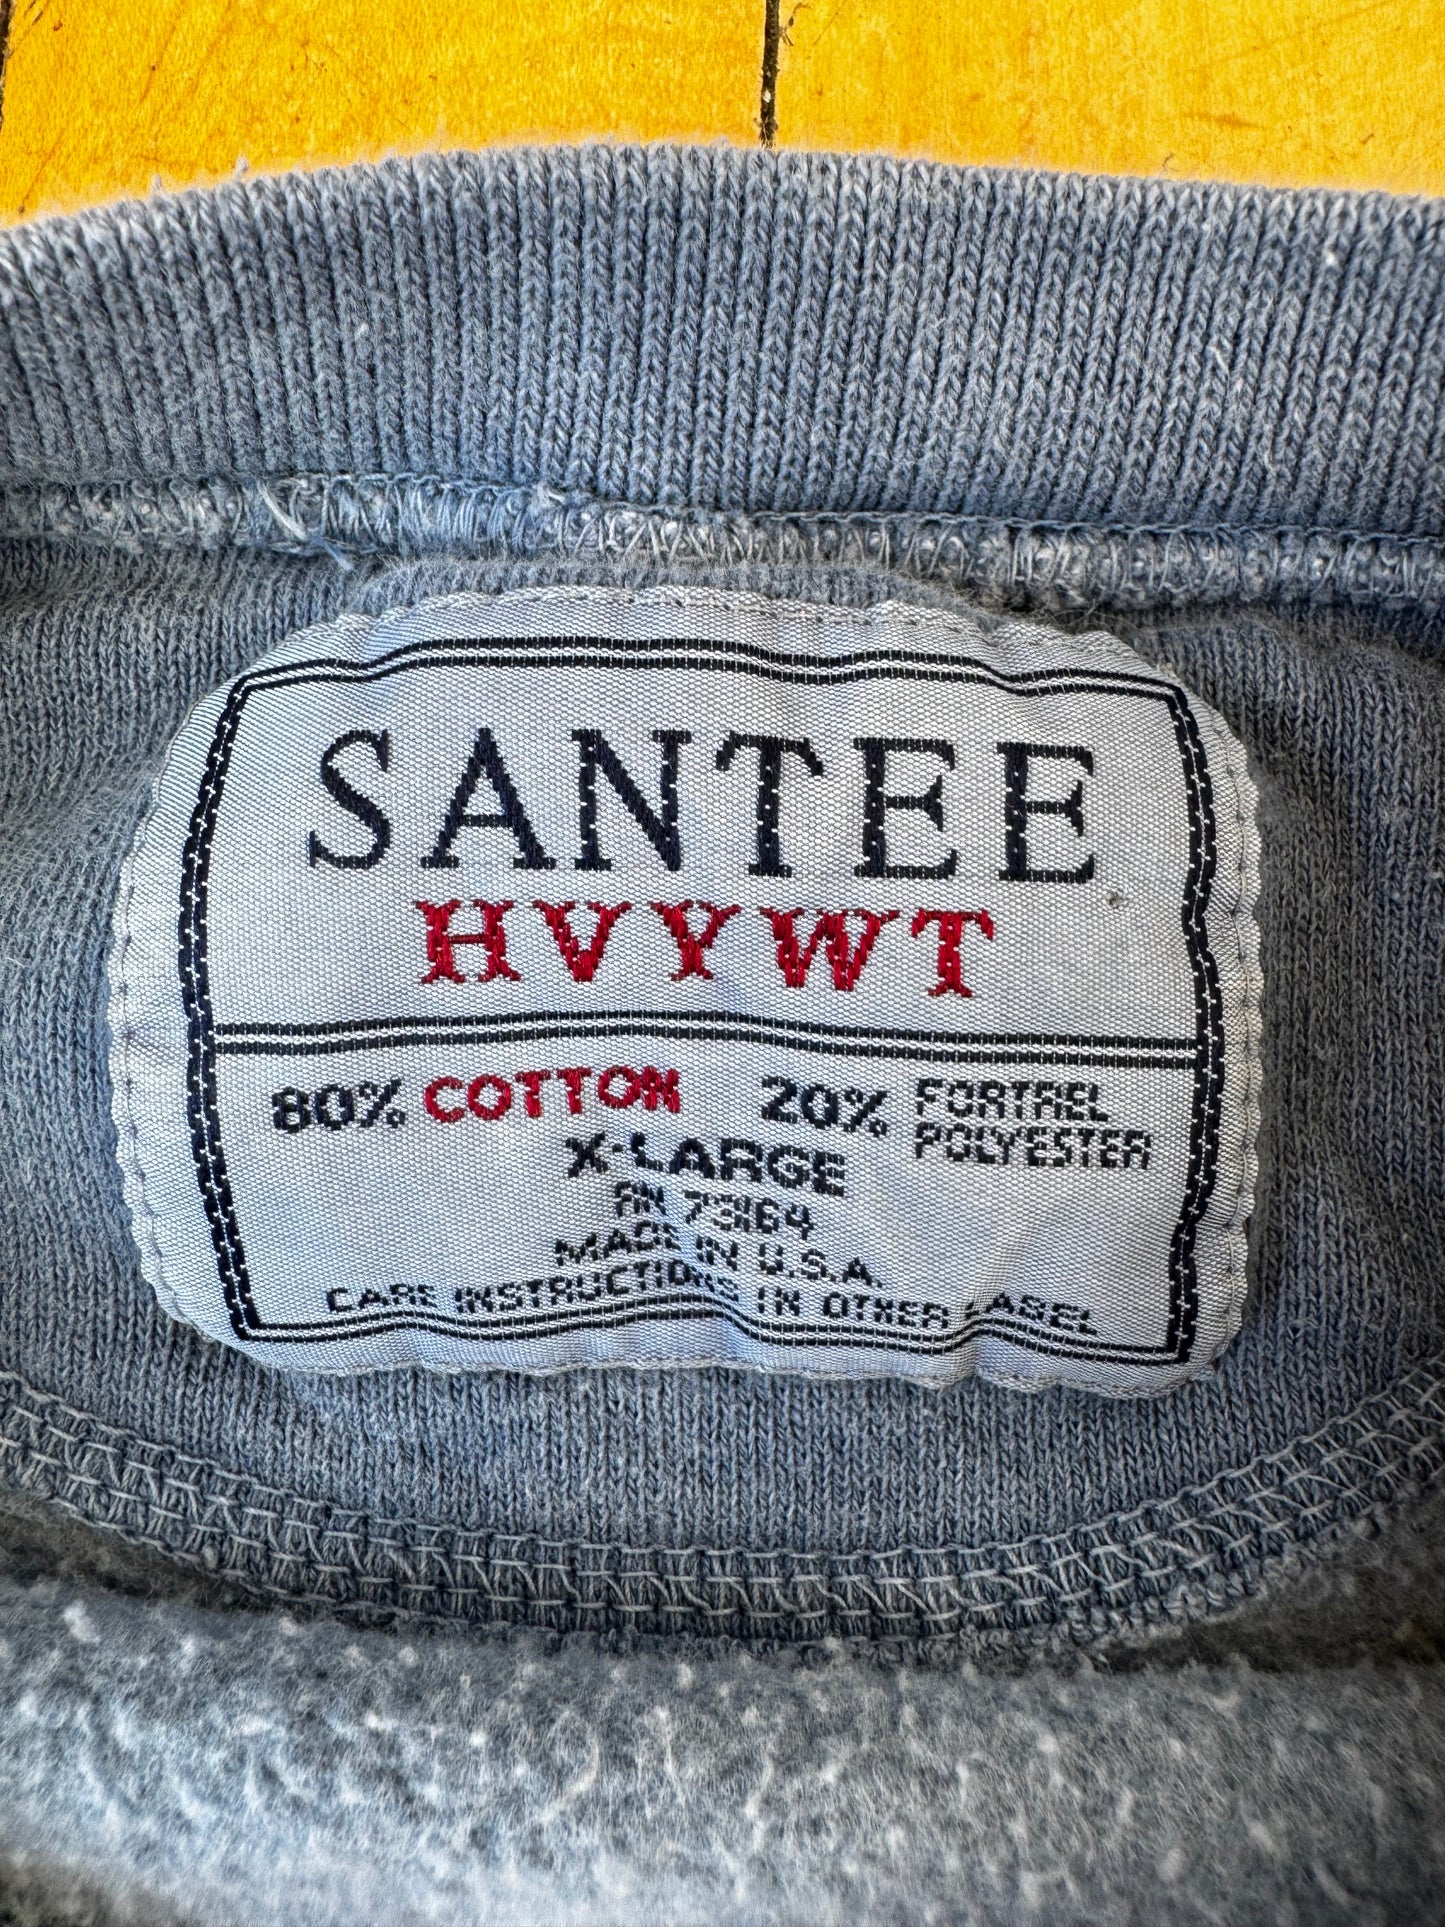 SANTEE
HVYWT
80% COTTON 20% FORTREL POLYESTER
X-LARGE
RN 73164
MADE IN U.S.A.
CARE INSTRUCTIONS IN OTHER LABEL